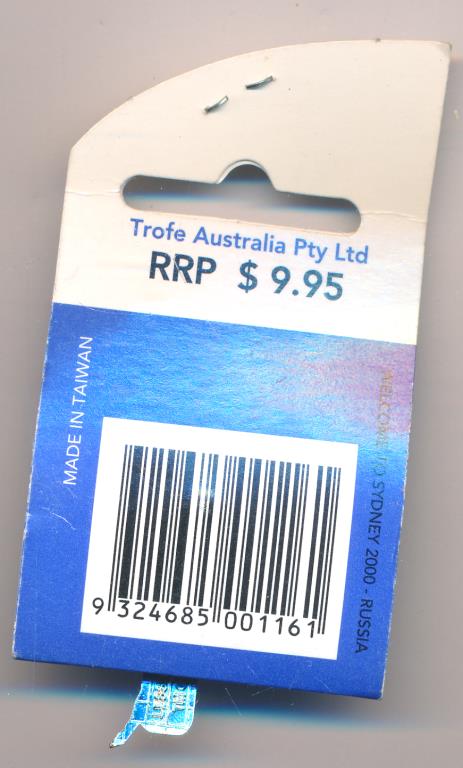 Trofe Australia Pty Ltd
RRP $ 9.95
MADE IN TAIWAN
WELCOME TO SYDNEY 2000 - RUSSIA
9 324685 001161